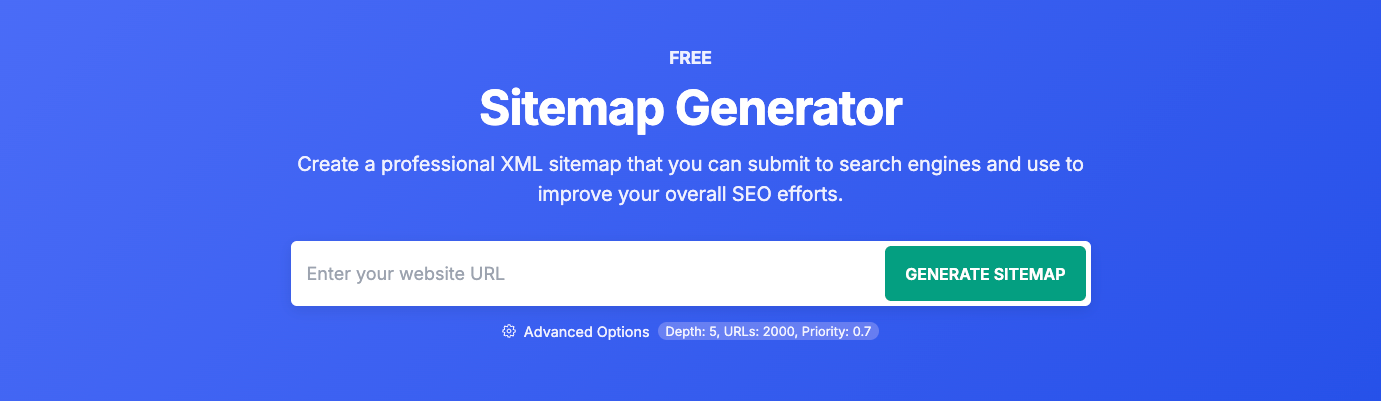 FREE
Sitemap Generator
Create a professional XML sitemap that you can submit to search engines and use to
improve your overall SEO efforts.
Enter your website URL
GENERATE SITEMAP
Advanced Options Depth: 5, URLs: 2000, Priority: 0.7